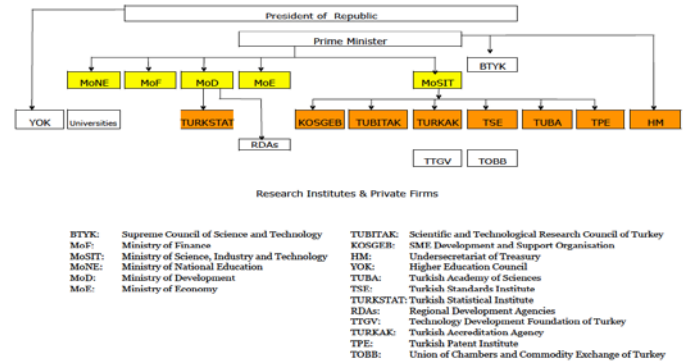 President of Republic
Prime Minister
BTYK
MoNE MoF MoD MoE MoSIT
YOK Universities TURKSTAT KOSGEB TUBITAK TURKAK TSE TUBA TPE HM
RDAs
TTGV TOBB
Research Institutes & Private Firms
BTYK: Supreme Council of Science and Technology
MoF: Ministry of Finance
MoSIT: Ministry of Science, Industry and Technology
MoNE: Ministry of National Education
MoD: Ministry of Development
MoE: Ministry of Economy
TUBITAK: Scientific and Technological Research Council of Turkey
KOSGEB: SME Development and Support Organisation
HM: Undersecretariat of Treasury
YOK: Higher Education Council
TUBA: Turkish Academy of Sciences
TSE: Turkish Standards Institute
TURKSTAT: Turkish Statistical Institute
RDAs: Regional Development Agencies
TTGV: Technology Development Foundation of Turkey
TURKAK: Turkish Accreditation Agency
TPE: Turkish Patent Institute
TOBB: Union of Chambers and Commodity Exchange of Turkey